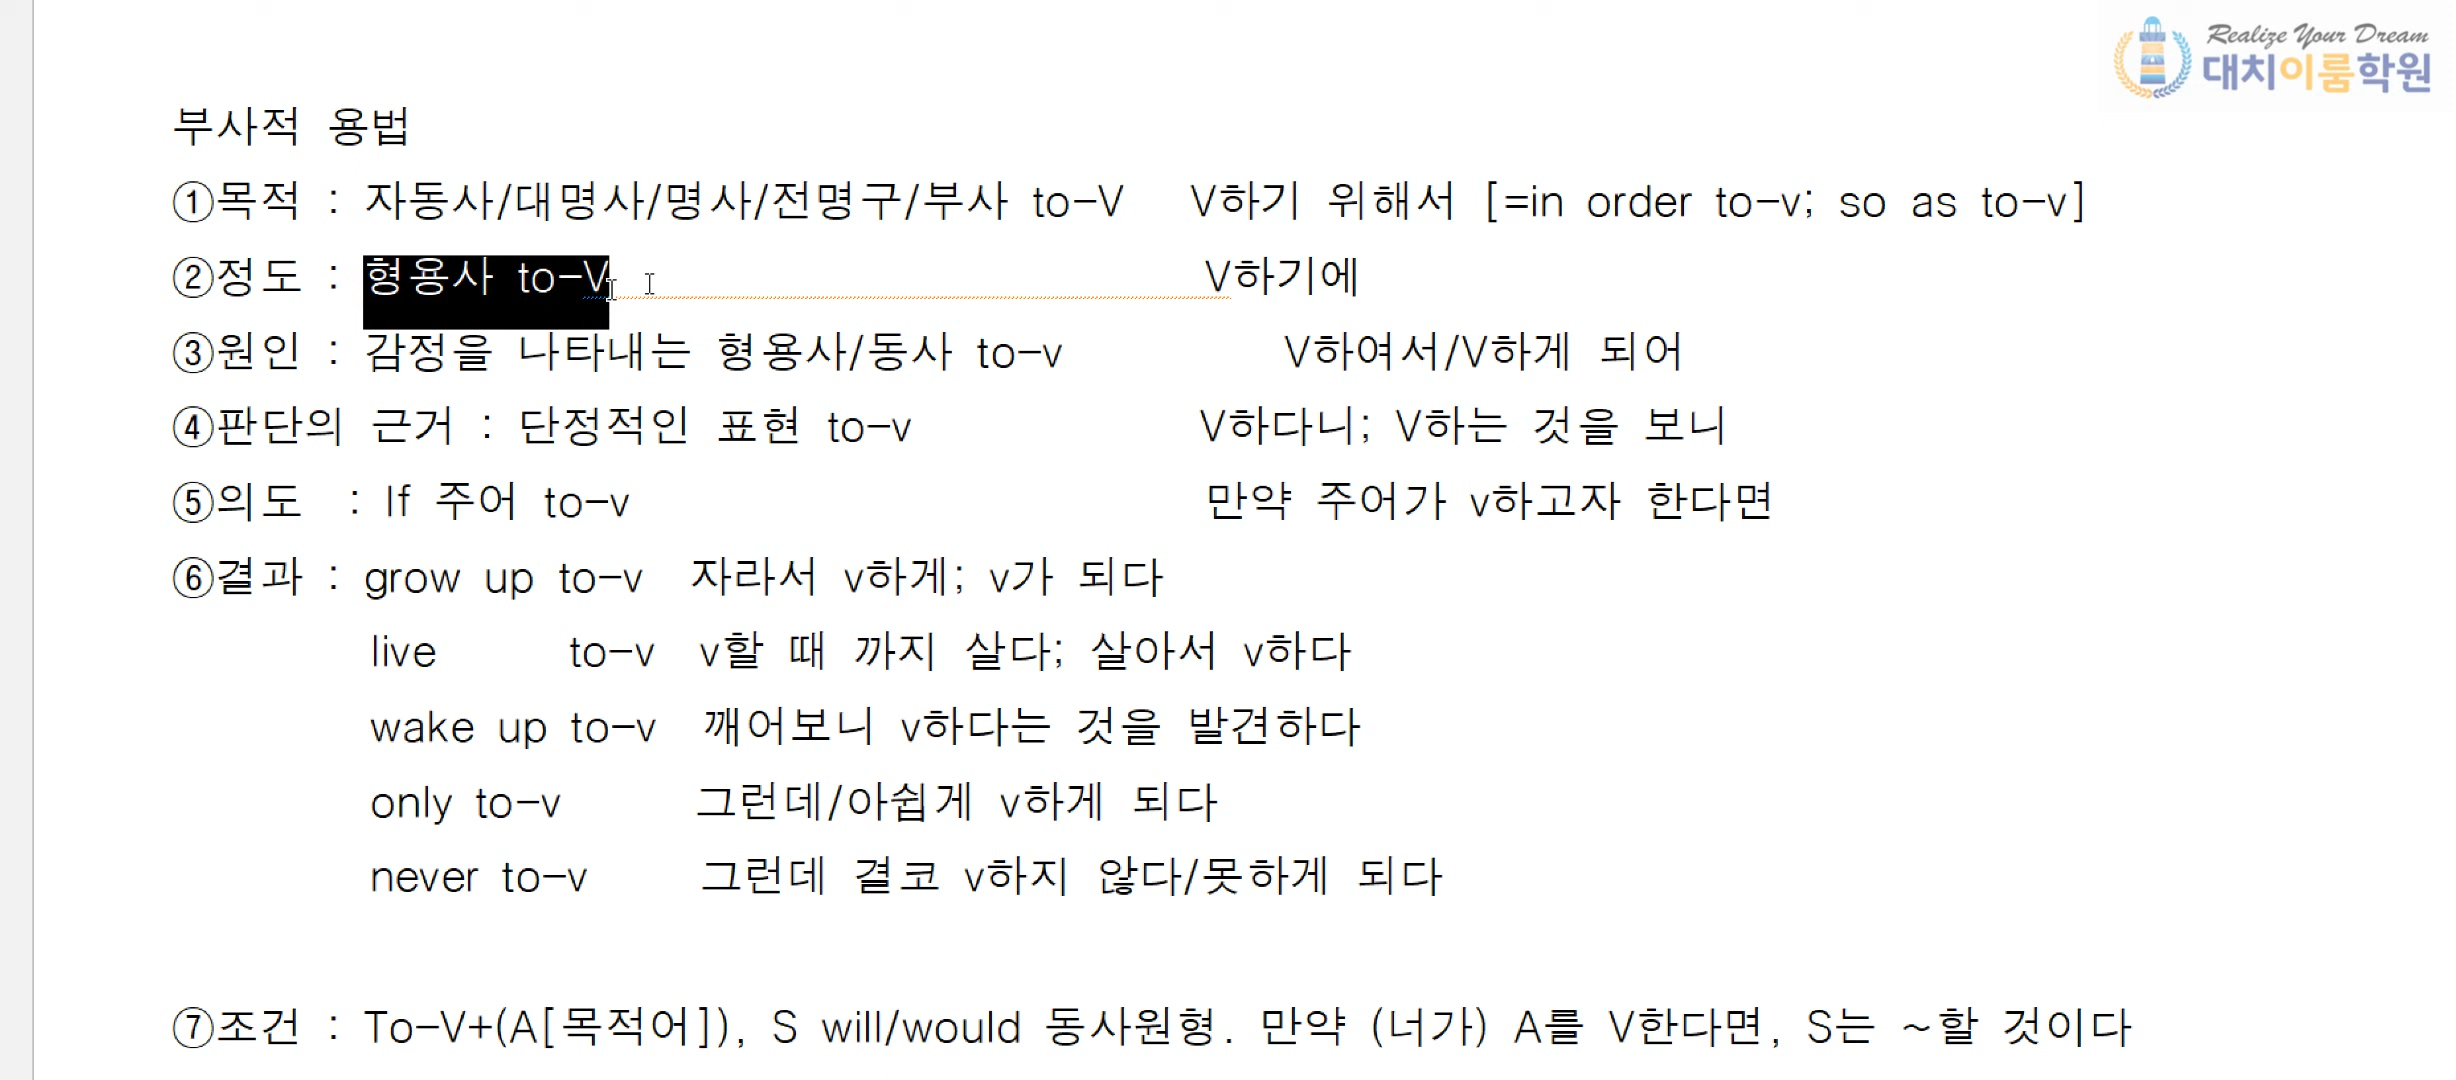 Realize Your Dream
대치이룸학원
부사적 용법
①목적 : 자동사/대명사/명사/전명구/부사 to-V V하기 위해서 [=in order to-v; so as to-v]
②정도 : 형용사 to-V V하기에
③원인 : 감정을 나타내는 형용사/동사 to-v V하여서/V하게 되어
④판단의 근거 : 단정적인 표현 to-v V하다니; V하는 것을 보니
⑤의도 : If 주어 to-v 만약 주어가 v하고자 한다면
⑥결과 : grow up to-v 자라서 v하게; v가 되다
live to-v v할 때 까지 살다; 살아서 v하다
wake up to-v 깨어보니 v하다는 것을 발견하다
only to-v 그런데/아쉽게 v하게 되다
never to-v 그런데 결코 v하지 않다/못하게 되다
⑦조건 : To-V+(A[목적어]), S will/would 동사원형. 만약 (너가) A를 V한다면, S는 ~할 것이다